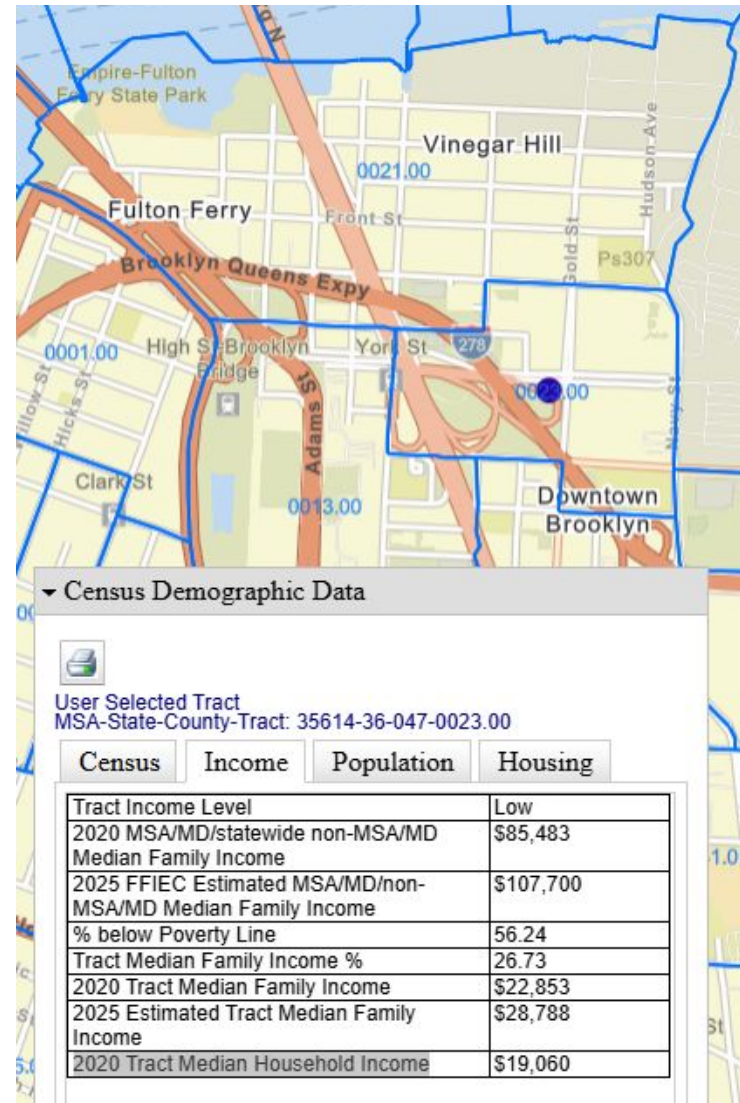 Empire-Fulton
Ferry State Park
Vinegar Hill
0021.00
Hudson Ave
Fulton Ferry
Front St
Gold St
Ps307
Brooklyn Queens Expy
0001.00
High St-Brooklyn
Bridge
York St
278
0023.00
Willow St
Hicks St
Adams St
Navy St
Clark St
0013.00
Downtown
Brooklyn
Census Demographic Data
User Selected Tract
MSA-State-County-Tract: 35614-36-047-0023.00
Census Income Population Housing
Tract Income Level Low
2020 MSA/MD/statewide non-MSA/MD
Median Family Income $85,483
2025 FFIEC Estimated MSA/MD/non-
MSA/MD Median Family Income $107,700
% below Poverty Line 56.24
Tract Median Family Income % 26.73
2020 Tract Median Family Income $22,853
2025 Estimated Tract Median Family
Income $28,788
2020 Tract Median Household Income $19,060